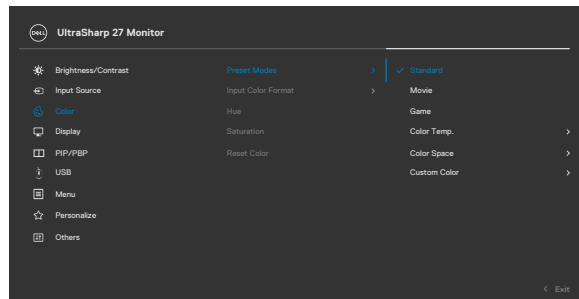 DELL UltraSharp 27 Monitor
Brightness/Contrast Preset Modes > ✓ Standard
Input Source Input Color Format > Movie
Color Hue Game
Display Saturation Color Temp. >
PIP/PBP Reset Color Color Space >
USB Custom Color >
Menu
Personalize
Others
< Exit